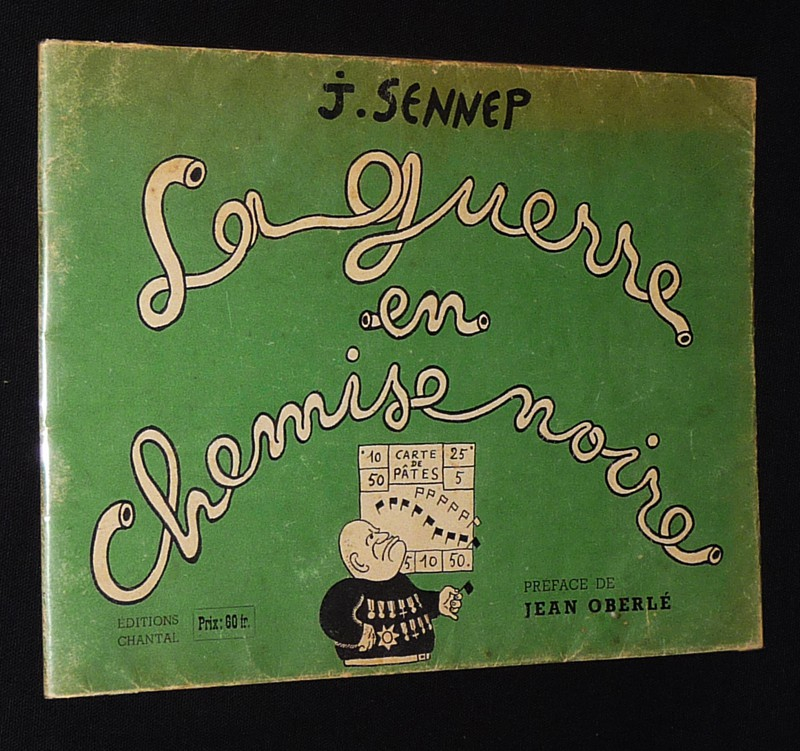 J. SENNEP
La guerre
en
chemise noire
10 CARTE 25
DE
50 PÂTES 5
5 10 50.
PRÉFACE DE
JEAN OBERLÉ
ÉDITIONS
CHANTAL
Prix: 60 fr.